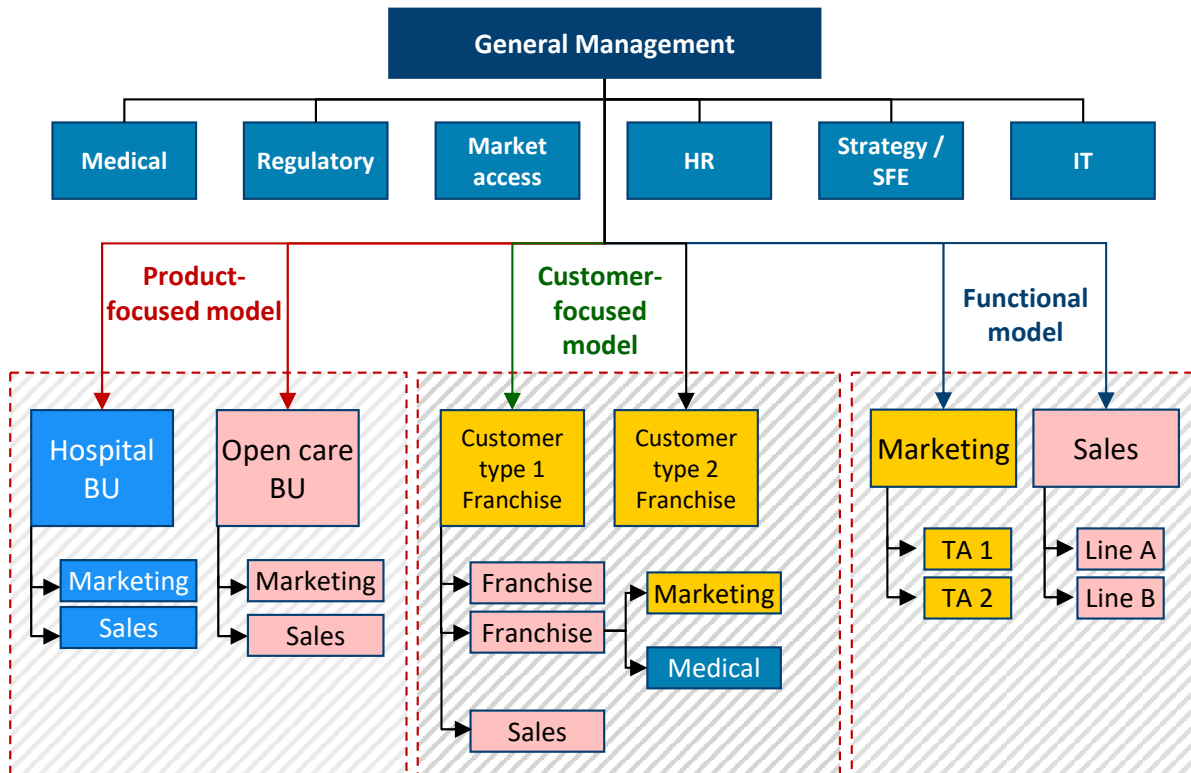 General Management
Medical
Regulatory
Market
access
HR
Strategy /
SFE
IT
Product-
focused model
Customer-
focused
model
Functional
model
Hospital
BU
Open care
BU
Customer
type 1
Franchise
Customer
type 2
Franchise
Marketing
Sales
Marketing
Sales
Marketing
Sales
Franchise
Franchise
Sales
Marketing
Medical
TA 1
TA 2
Line A
Line B